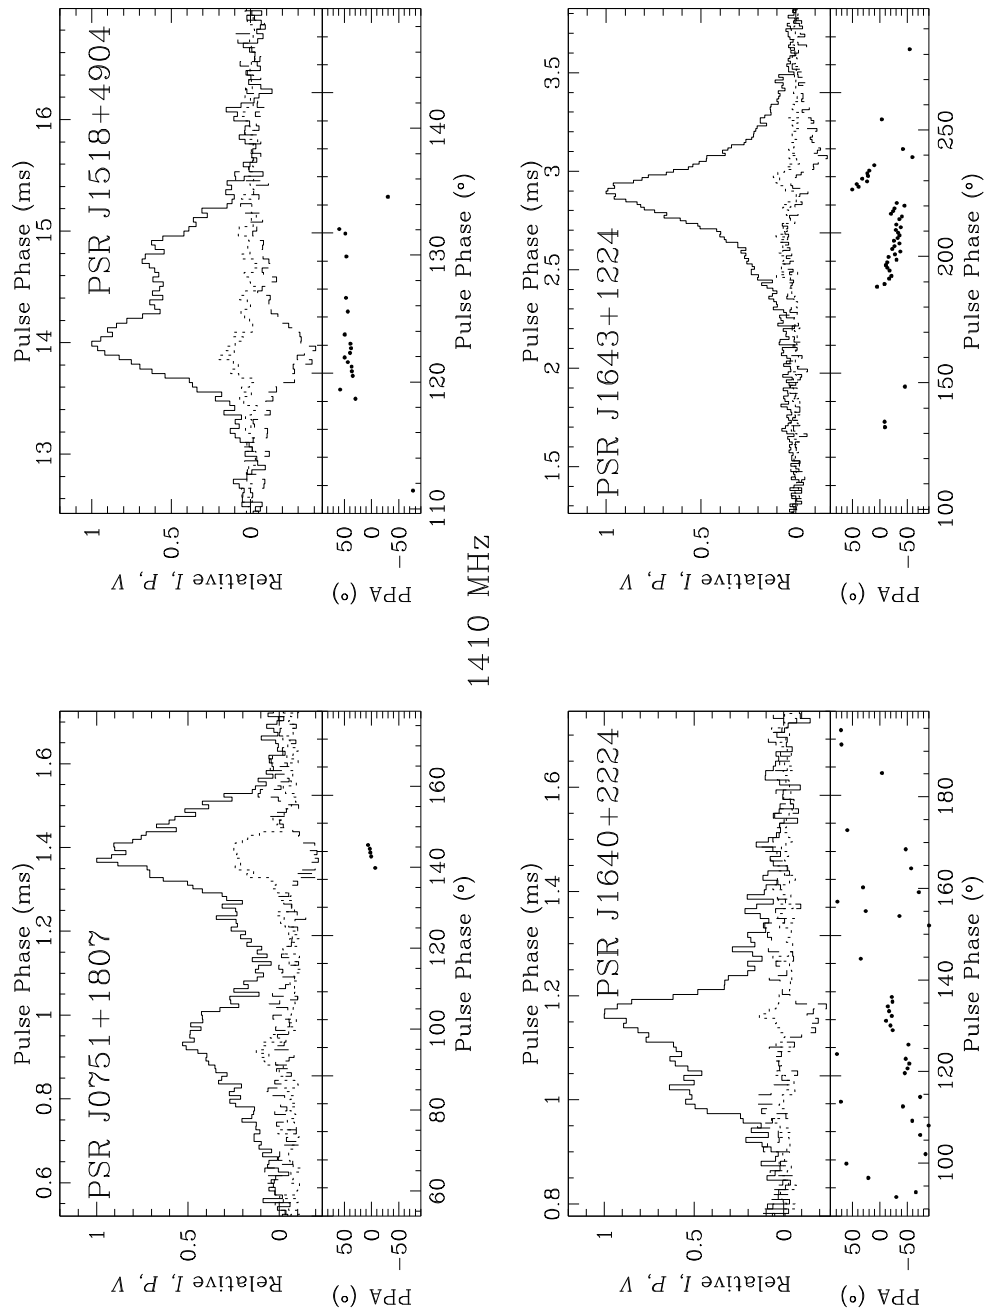 Pulse Phase (ms)
0.6 0.8 1 1.2 1.4 1.6
PSR J0751+1807
Relative I, P, V
1 0.5 0
PPA (°)
50 0 −50
60 80 100 120 140 160
Pulse Phase (°)
Pulse Phase (ms)
13 14 15 16
PSR J1518+4904
Relative I, P, V
1 0.5 0
PPA (°)
50 0 −50
110 120 130 140
Pulse Phase (°)
1410 MHz
Pulse Phase (ms)
0.8 1 1.2 1.4 1.6
PSR J1640+2224
Relative I, P, V
1 0.5 0
PPA (°)
50 0 −50
100 120 140 160 180
Pulse Phase (°)
Pulse Phase (ms)
1.5 2 2.5 3 3.5
PSR J1643+1224
Relative I, P, V
1 0.5 0
PPA (°)
50 0 −50
100 150 200 250
Pulse Phase (°)